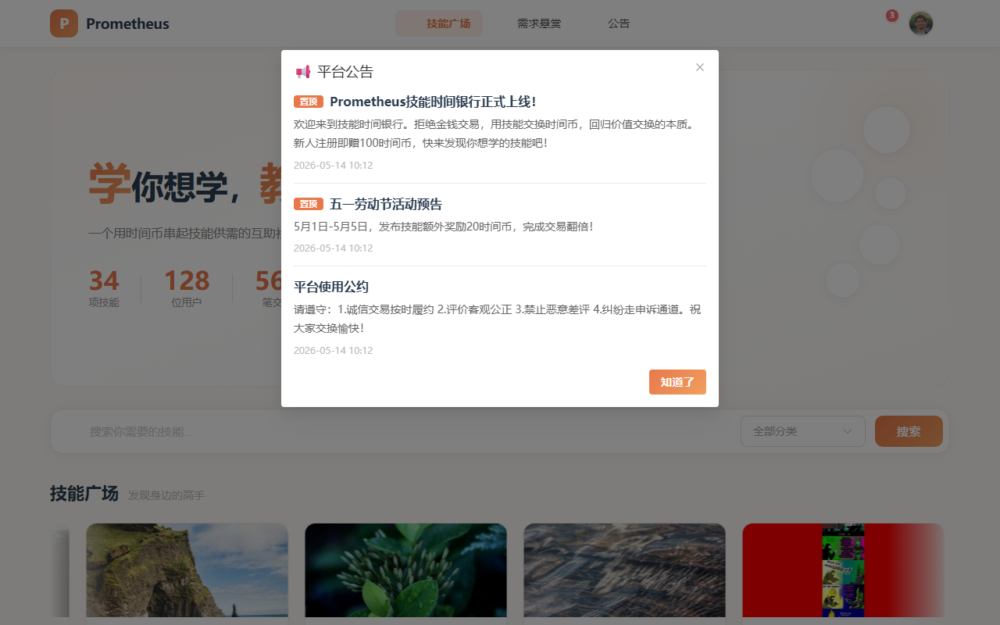 P Prometheus 技能广场 需求悬赏 公告 3
平台公告
置顶 Prometheus技能时间银行正式上线！
欢迎来到技能时间银行。拒绝金钱交易，用技能交换时间币，回归价值交换的本质。
新人注册即赠100时间币，快来发现你想学的技能吧！
2026-05-14 10:12
置顶 五一劳动节活动预告
5月1日-5月5日，发布技能额外奖励20时间币，完成交易翻倍！
2026-05-14 10:12
平台使用公约
请遵守：1.诚信交易按时履约 2.评价客观公正 3.禁止恶意差评 4.纠纷走申诉通道。祝
大家交换愉快！
2026-05-14 10:12
知道了
学你想学，教
一个用时间币串起技能供需的互助社
34 128 56
项技能 位用户 笔交
搜索你需要的技能... 全部分类 搜索
技能广场 发现身边的高手